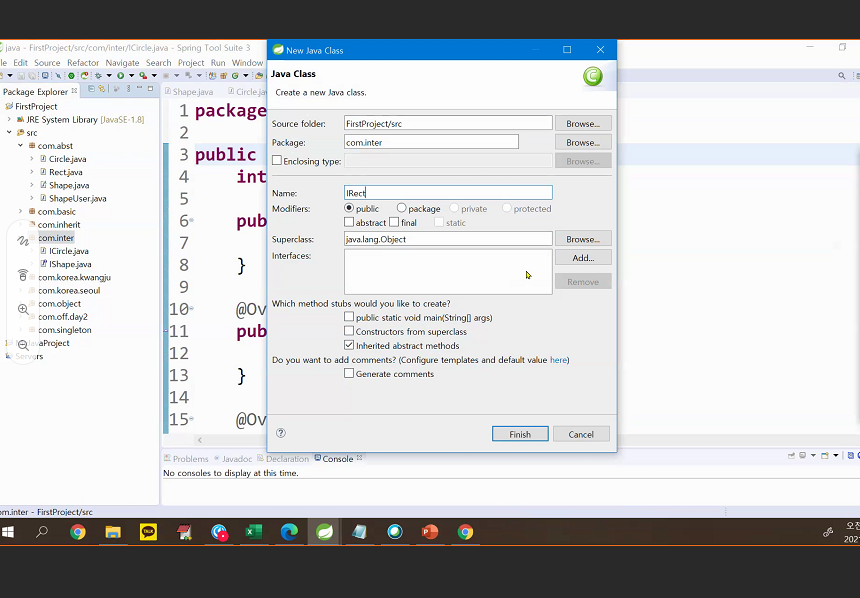 java - FirstProject/src/com/inter/ICircle.java - Spring Tool Suite 3
Edit Source Refactor Navigate Search Project Run Window
Package Explorer
FirstProject
JRE System Library [JavaSE-1.8]
src
com.abst
Circle.java
Rect.java
Shape.java
ShapeUser.java
com.basic
com.inherit
com.inter
ICircle.java
IShape.java
com.korea.kwangju
com.korea.seoul
com.object
com.off.day2
com.singleton
JavaProject
Servers
Shape.java
1 package
2
3 public
4 int
5
6 pub
7
8 }
9
10 @Ov
11 pub
12
13 }
14
15 @Ov
New Java Class
Java Class
Create a new Java class.
Source folder: FirstProject/src Browse...
Package: com.inter Browse...
Enclosing type: Browse...
Name: IRect
Modifiers: public package private protected
abstract final static
Superclass: java.lang.Object Browse...
Interfaces: Add...
Remove
Which method stubs would you like to create?
public static void main(String[] args)
Constructors from superclass
Inherited abstract methods
Do you want to add comments? (Configure templates and default value here)
Generate comments
Finish Cancel
Problems Javadoc Declaration Console
No consoles to display at this time.
om.inter - FirstProject/src
TALK